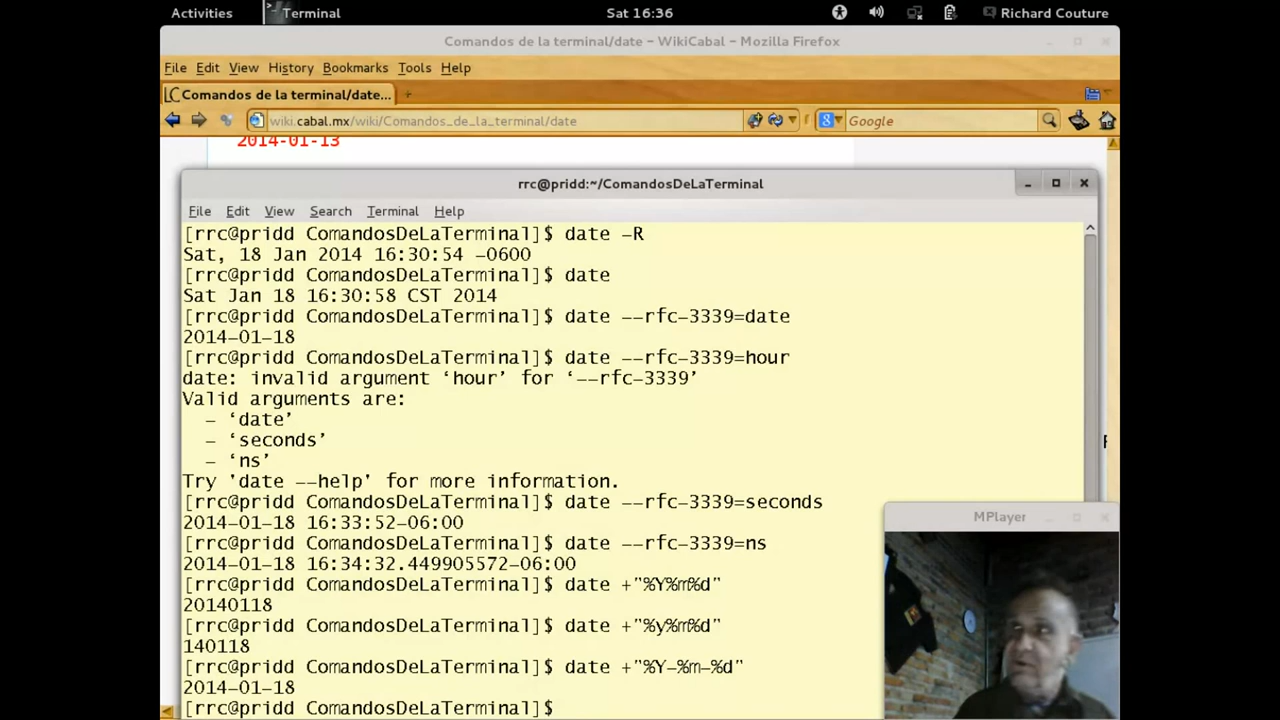 Activities Terminal Sat 16:36 Richard Couture
Comandos de la terminal/date – WikiCabal – Mozilla Firefox
File Edit View History Bookmarks Tools Help
Comandos de la terminal/date...
wiki.cabal.mx/wiki/Comandos_de_la_terminal/date Google
2014-01-13
rrc@pridd:~/ComandosDeLaTerminal
File Edit View Search Terminal Help
[rrc@pridd ComandosDeLaTerminal]$ date -R
Sat, 18 Jan 2014 16:30:54 -0600
[rrc@pridd ComandosDeLaTerminal]$ date
Sat Jan 18 16:30:58 CST 2014
[rrc@pridd ComandosDeLaTerminal]$ date --rfc-3339=date
2014-01-18
[rrc@pridd ComandosDeLaTerminal]$ date --rfc-3339=hour
date: invalid argument ‘hour’ for ‘--rfc-3339’
Valid arguments are:
- ‘date’
- ‘seconds’
- ‘ns’
Try 'date --help' for more information.
[rrc@pridd ComandosDeLaTerminal]$ date --rfc-3339=seconds
2014-01-18 16:33:52-06:00
[rrc@pridd ComandosDeLaTerminal]$ date --rfc-3339=ns
2014-01-18 16:34:32.449905572-06:00
[rrc@pridd ComandosDeLaTerminal]$ date +"%Y%m%d"
20140118
[rrc@pridd ComandosDeLaTerminal]$ date +"%y%m%d"
140118
[rrc@pridd ComandosDeLaTerminal]$ date +"%Y-%m-%d"
2014-01-18
[rrc@pridd ComandosDeLaTerminal]$
MPlayer